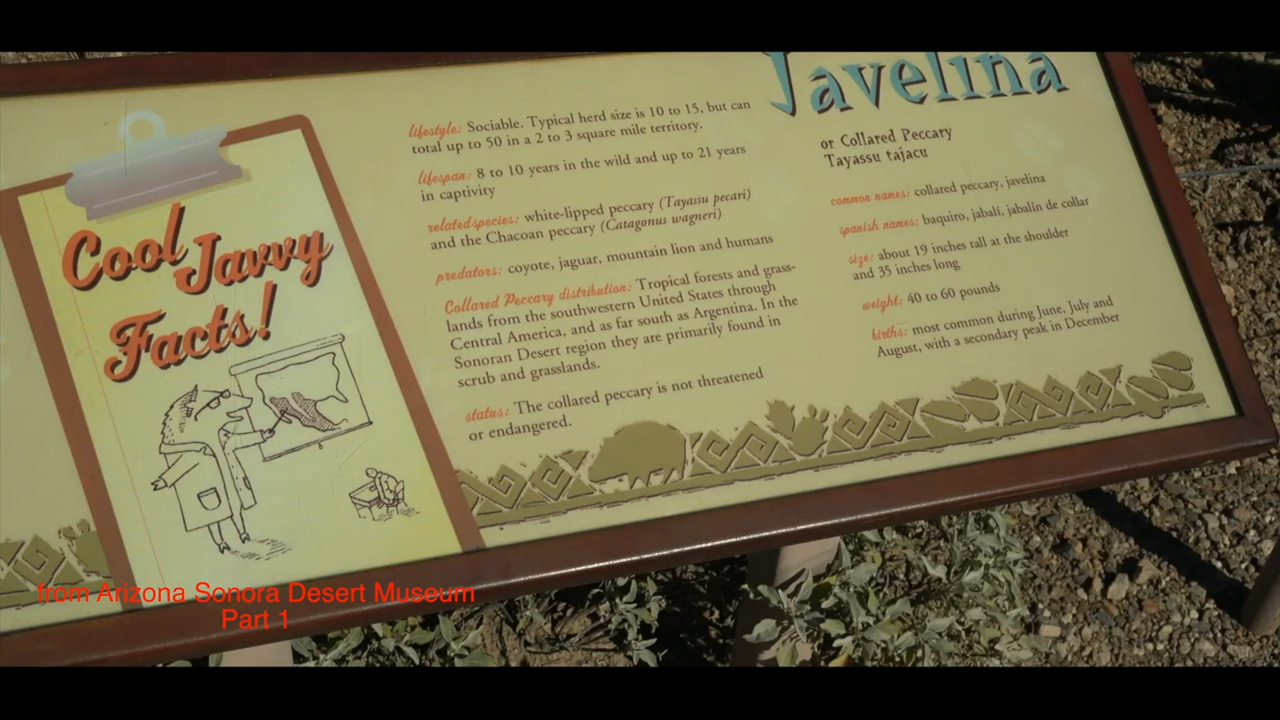 Cool Javvy
Facts!
lifestyle: Sociable. Typical herd size is 10 to 15, but can
total up to 50 in a 2 to 3 square mile territory.
lifespan: 8 to 10 years in the wild and up to 21 years
in captivity
related species: white-lipped peccary (Tayassu pecari)
and the Chacoan peccary (Catagonus wagneri)
predators: coyote, jaguar, mountain lion and humans
Collared Peccary distribution: Tropical forests and grass-
lands from the southwestern United States through
Central America, and as far south as Argentina. In the
Sonoran Desert region they are primarily found in
scrub and grasslands.
status: The collared peccary is not threatened
or endangered.
Javelina
or Collared Peccary
Tayassu tajacu
common names: collared peccary, javelina
spanish names: baquiro, jabalí, jabalín de collar
size: about 19 inches tall at the shoulder
and 35 inches long
weight: 40 to 60 pounds
births: most common during June, July and
August, with a secondary peak in December
from Arizona Sonora Desert Museum
Part 1